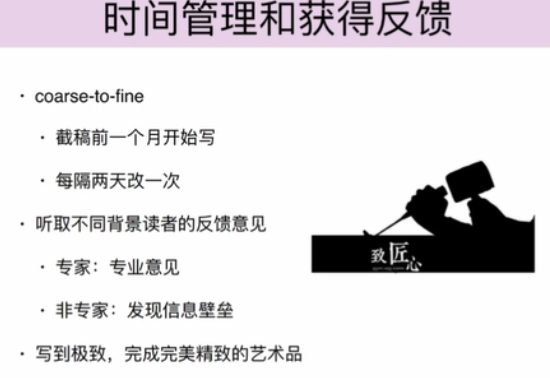 时间管理和获得反馈
· coarse-to-fine
· 截稿前一个月开始写
· 每隔两天改一次
· 听取不同背景读者的反馈意见
· 专家：专业意见
· 非专家：发现信息壁垒
· 写到极致，完成完美精致的艺术品
致匠心